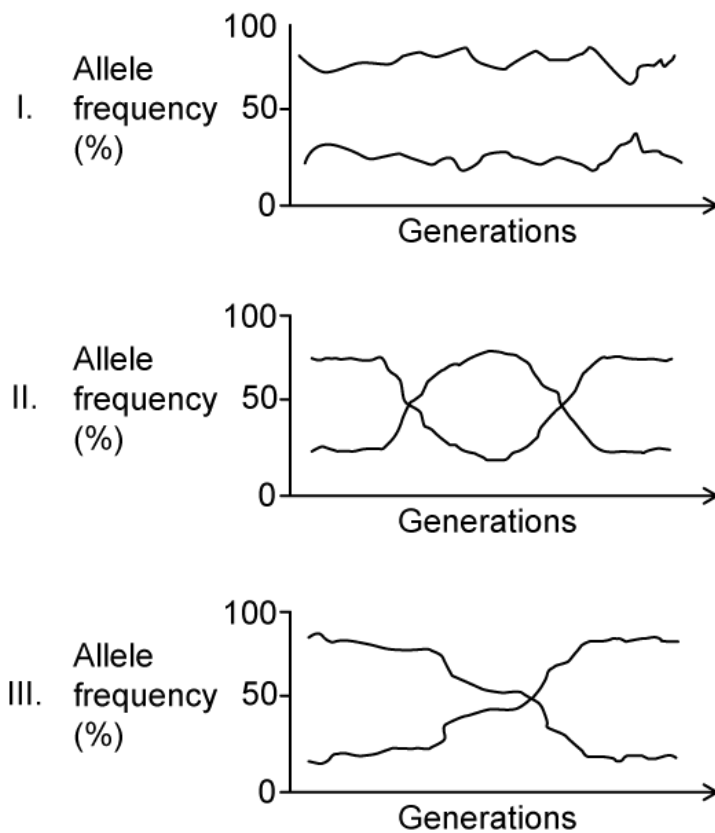 100
Allele
I. frequency 50
(%)
0
Generations
100
Allele
II. frequency 50
(%)
0
Generations
100
Allele
III. frequency 50
(%)
0
Generations